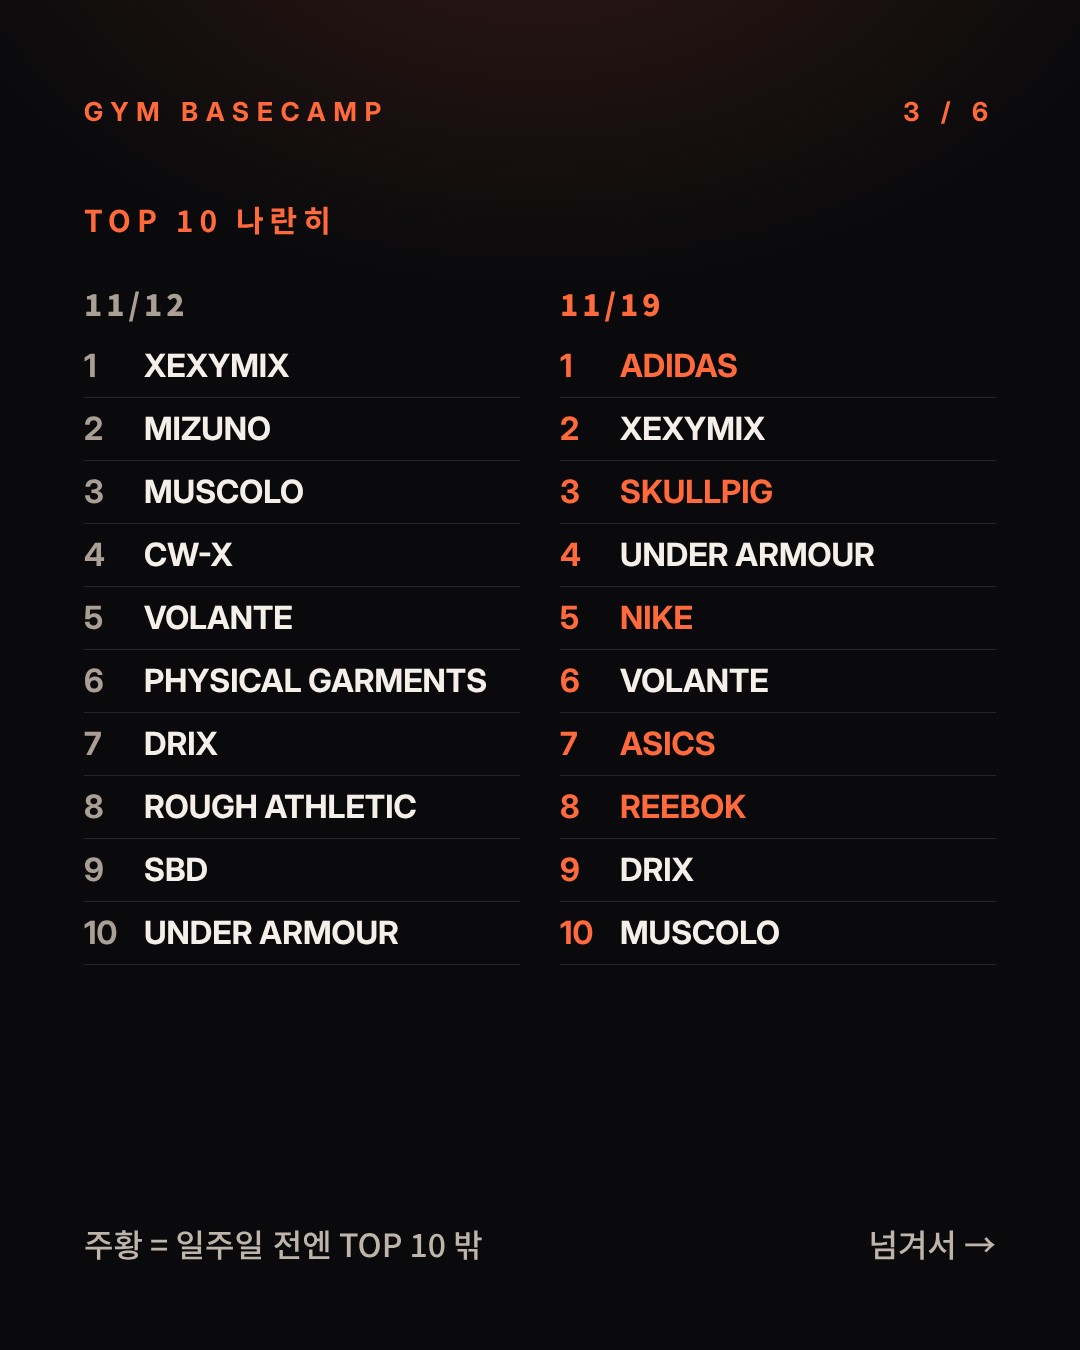 GYM BASECAMP
3 / 6
TOP 10 나란히
11/12
1 XEXYMIX
2 MIZUNO
3 MUSCOLO
4 CW-X
5 VOLANTE
6 PHYSICAL GARMENTS
7 DRIX
8 ROUGH ATHLETIC
9 SBD
10 UNDER ARMOUR
11/19
1 ADIDAS
2 XEXYMIX
3 SKULLPIG
4 UNDER ARMOUR
5 NIKE
6 VOLANTE
7 ASICS
8 REEBOK
9 DRIX
10 MUSCOLO
주황 = 일주일 전엔 TOP 10 밖
넘겨서 →